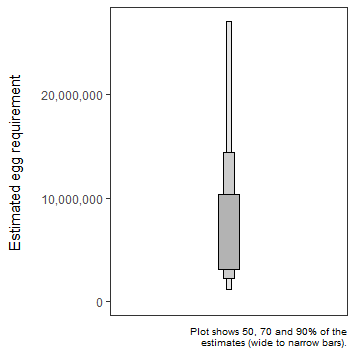 Estimated egg requirement
20,000,000
10,000,000
0
Plot shows 50, 70 and 90% of the
estimates (wide to narrow bars).